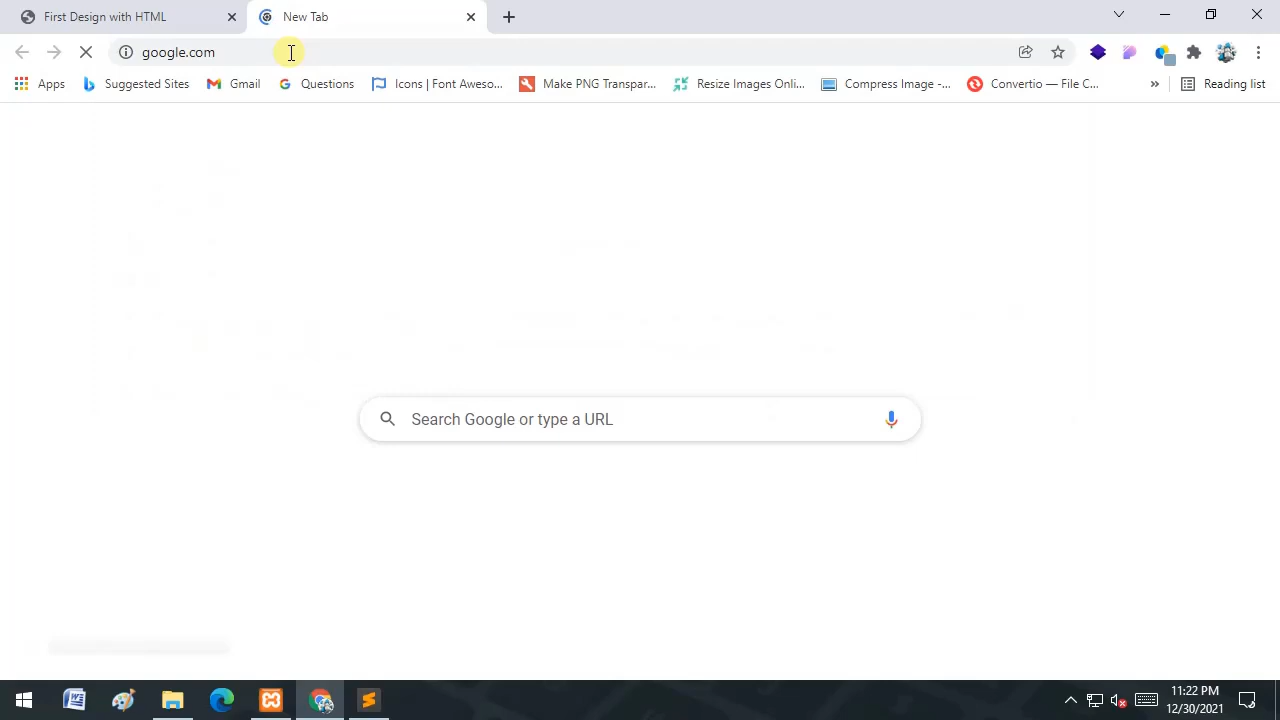 First Design with HTML
New Tab
google.com
Apps
Suggested Sites
Gmail
Questions
Icons | Font Aweso...
Make PNG Transpar...
Resize Images Onli...
Compress Image -...
Convertio — File C...
»
Reading list
Search Google or type a URL
11:22 PM
12/30/2021